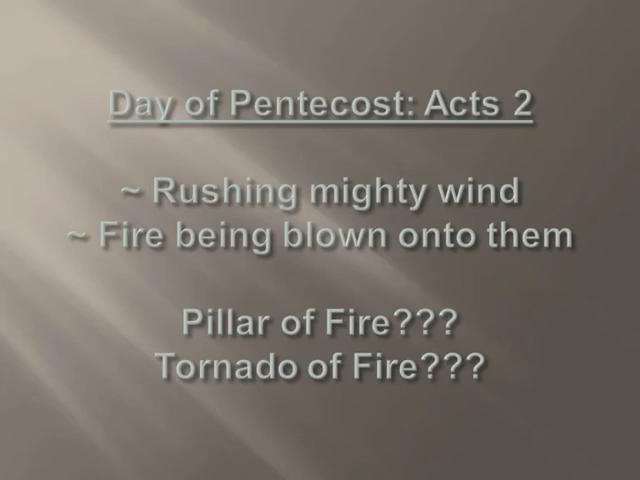 Day of Pentecost: Acts 2
~ Rushing mighty wind
~ Fire being blown onto them
Pillar of Fire???
Tornado of Fire???